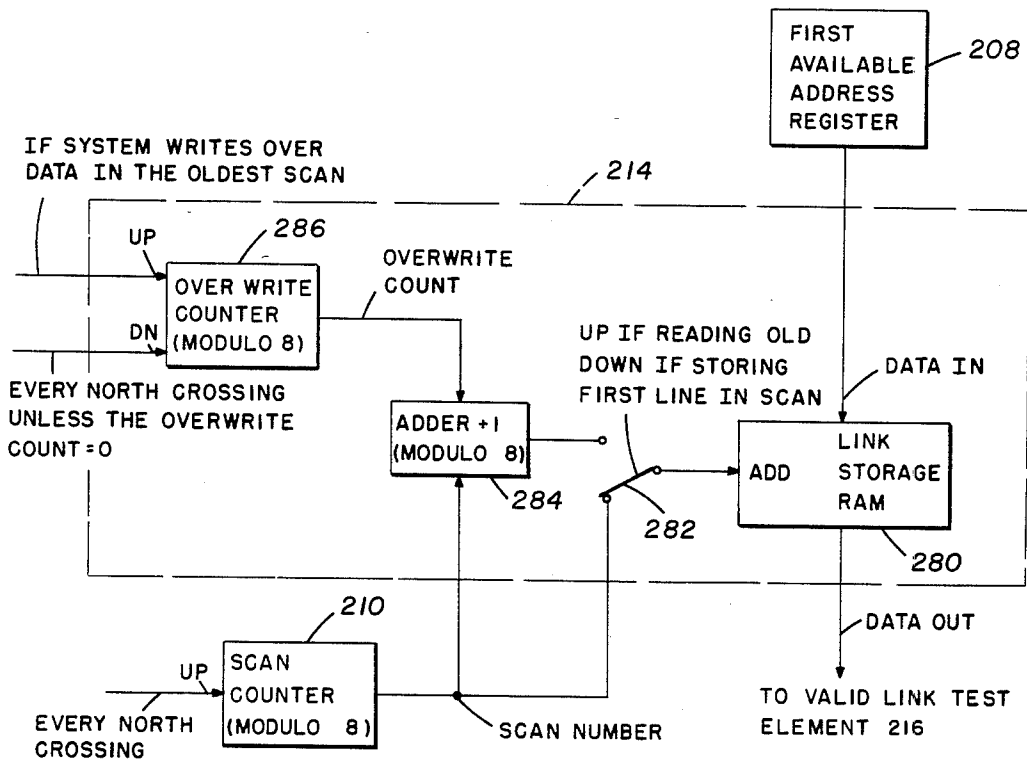 FIRST
AVAILABLE
ADDRESS
REGISTER
208
IF SYSTEM WRITES OVER
DATA IN THE OLDEST SCAN
214
286
UP
OVER WRITE
COUNTER
(MODULO 8)
DN
OVERWRITE
COUNT
EVERY NORTH CROSSING
UNLESS THE OVERWRITE
COUNT=0
UP IF READING OLD
DOWN IF STORING
FIRST LINE IN SCAN
DATA IN
ADDER +1
(MODULO 8)
284
282
ADD
LINK
STORAGE
RAM
280
210
UP
SCAN
COUNTER
(MODULO 8)
EVERY NORTH
CROSSING
SCAN NUMBER
DATA OUT
TO VALID LINK TEST
ELEMENT 216